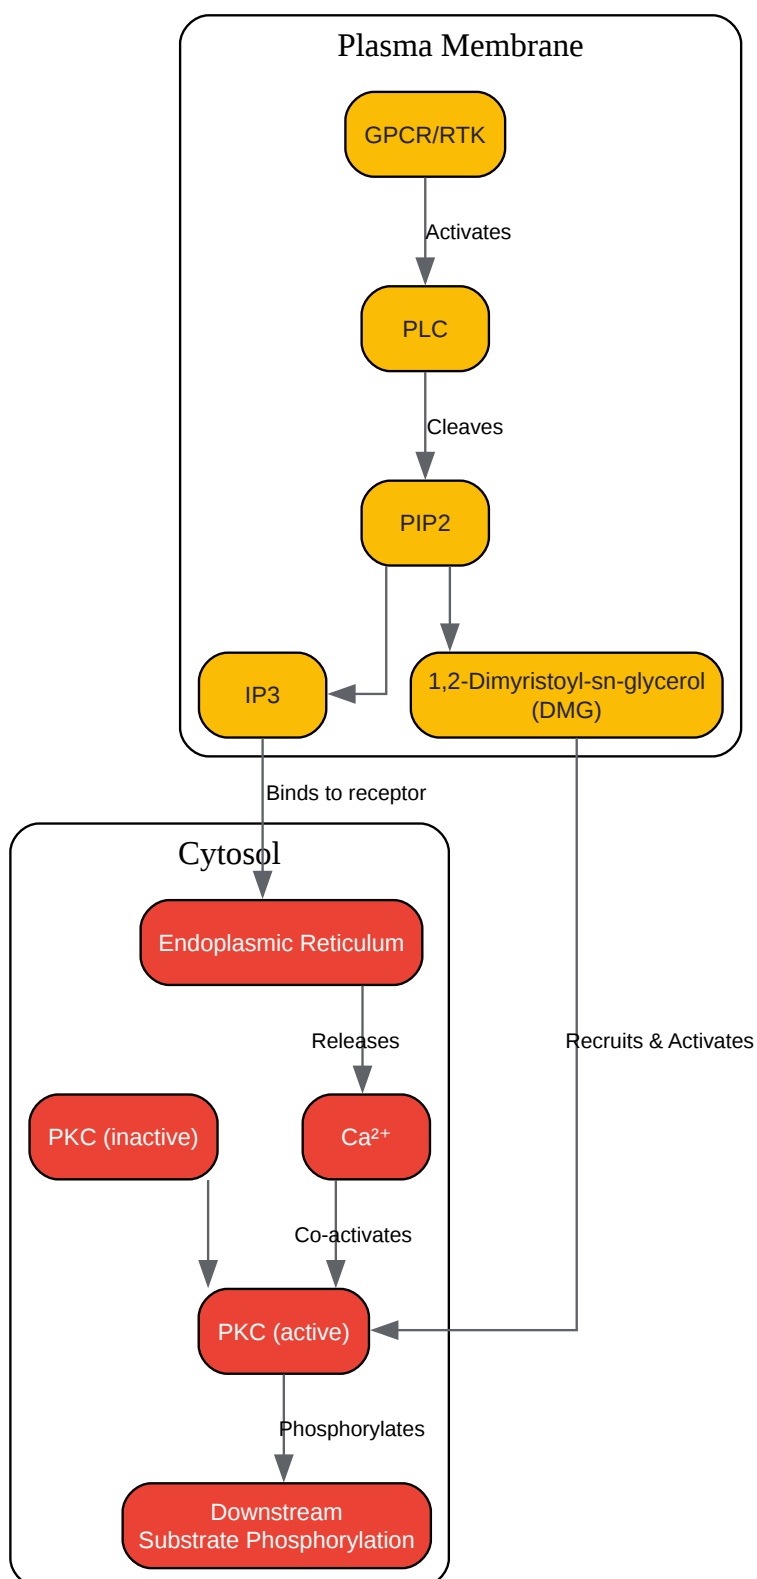 Plasma Membrane
GPCR/RTK
Activates
PLC
Cleaves
PIP2
IP3
1,2-Dimyristoyl-sn-glycerol
(DMG)
Binds to receptor
Cytosol
Endoplasmic Reticulum
Releases
Recruits & Activates
PKC (inactive)
Ca²⁺
Co-activates
PKC (active)
Phosphorylates
Downstream
Substrate Phosphorylation